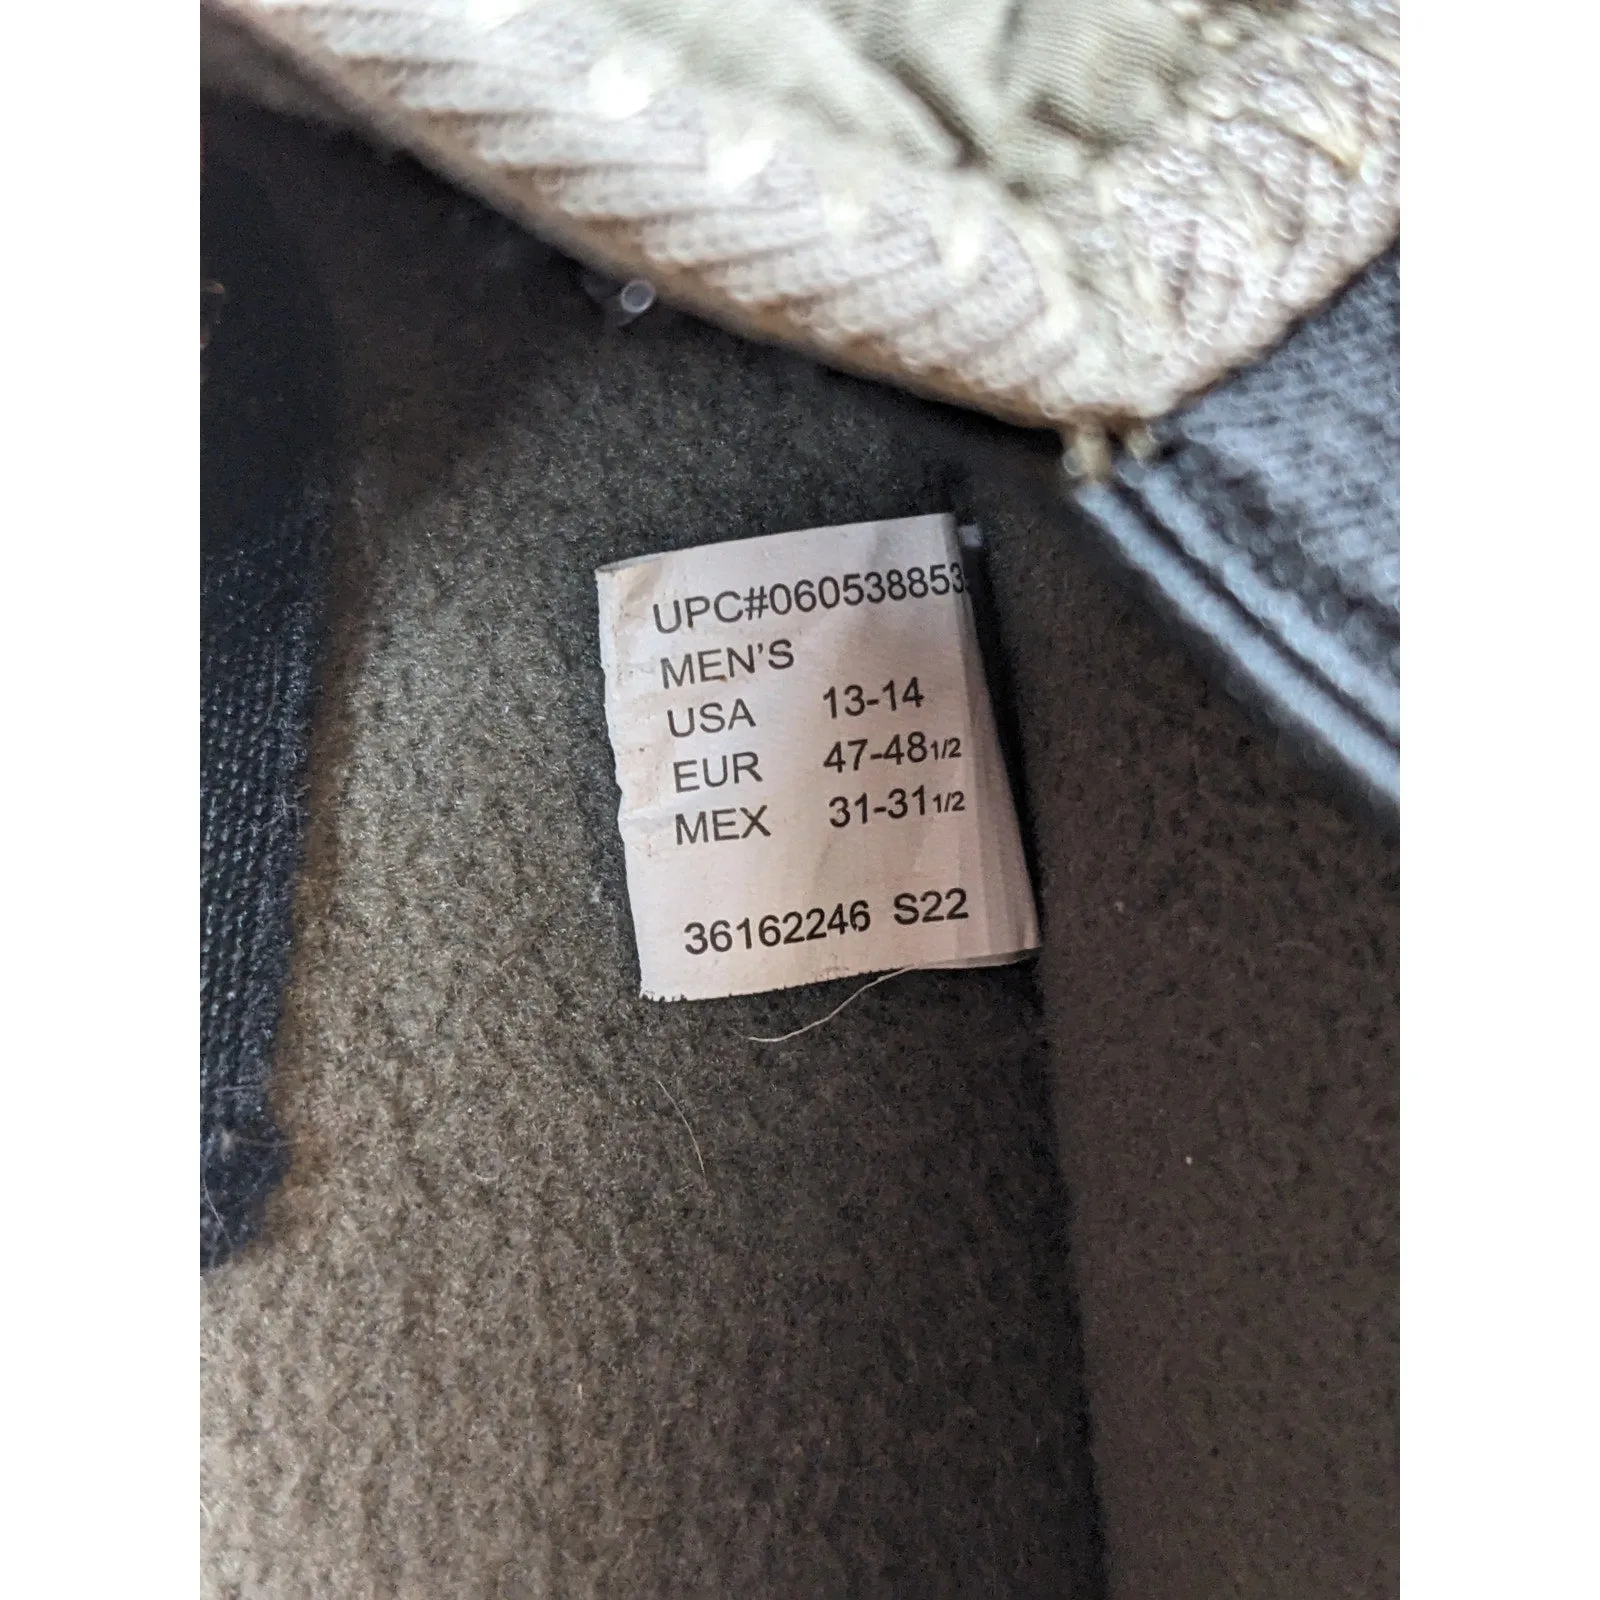 UPC#060538853
MEN'S
USA 13-14
EUR 47-48 1/2
MEX 31-31 1/2
36162246 S22